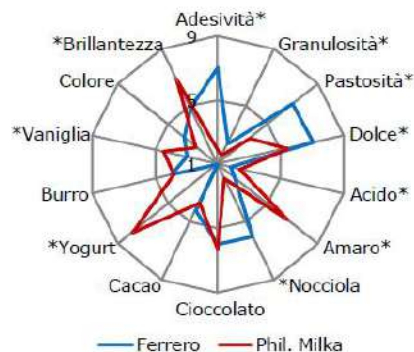 Adesività*
9
*Brillantezza
Granulosità*
Colore
Pastosità*
5
*Vaniglia
Dolce*
1
Burro
Acido*
*Yogurt
Amaro*
Cacao
*Nocciola
Cioccolato
Ferrero
Phil. Milka